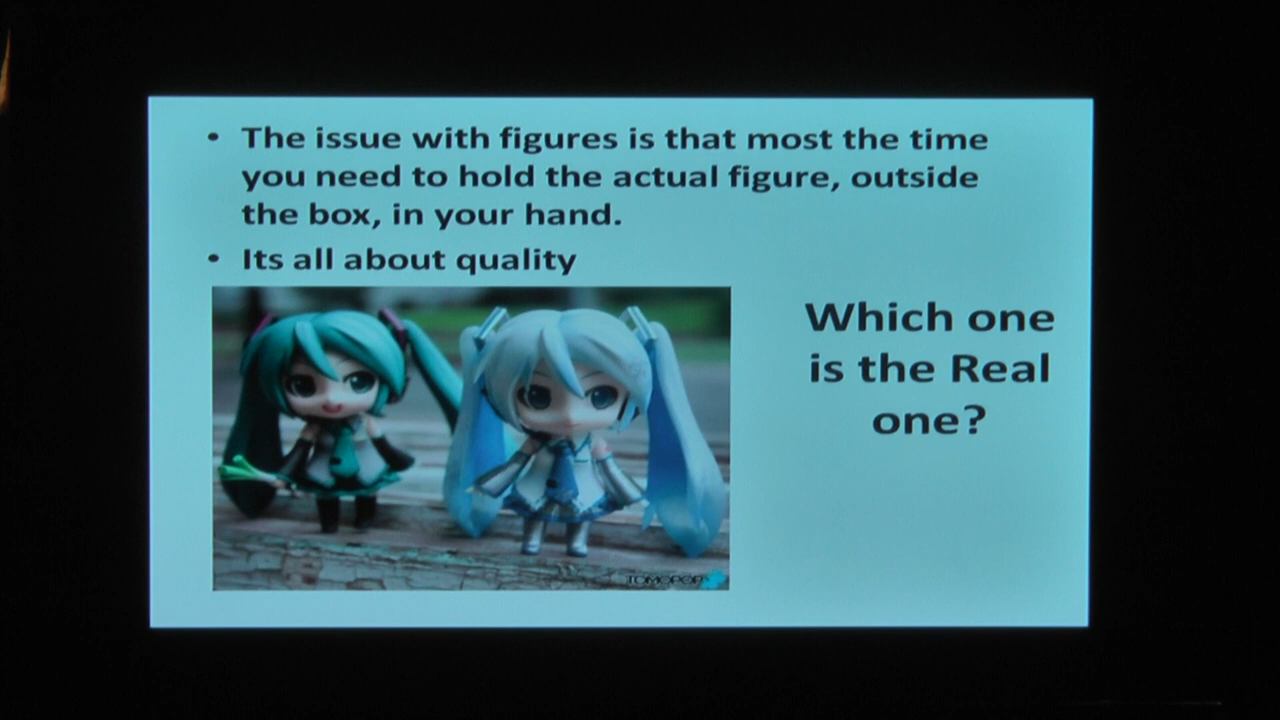 • The issue with figures is that most the time
you need to hold the actual figure, outside
the box, in your hand.
• Its all about quality
Which one
is the Real
one?
TOMOPOP